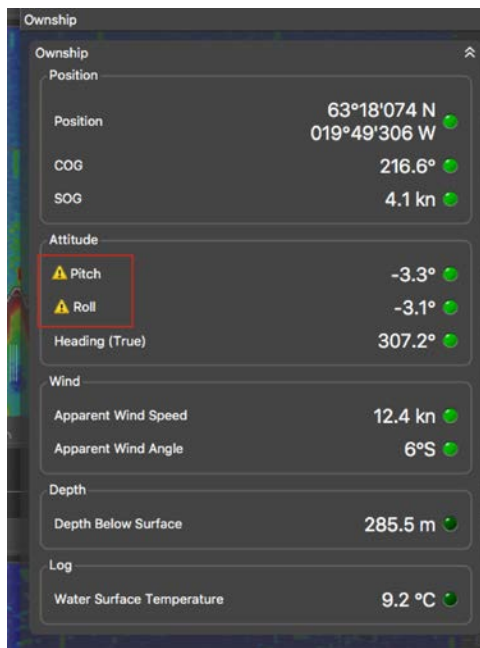 Ownship
Ownship
Position
Position
63°18'074 N
019°49'306 W
COG
216.6°
SOG
4.1 kn
Attitude
Pitch
-3.3°
Roll
-3.1°
Heading (True)
307.2°
Wind
Apparent Wind Speed
12.4 kn
Apparent Wind Angle
6°S
Depth
Depth Below Surface
285.5 m
Log
Water Surface Temperature
9.2 °C